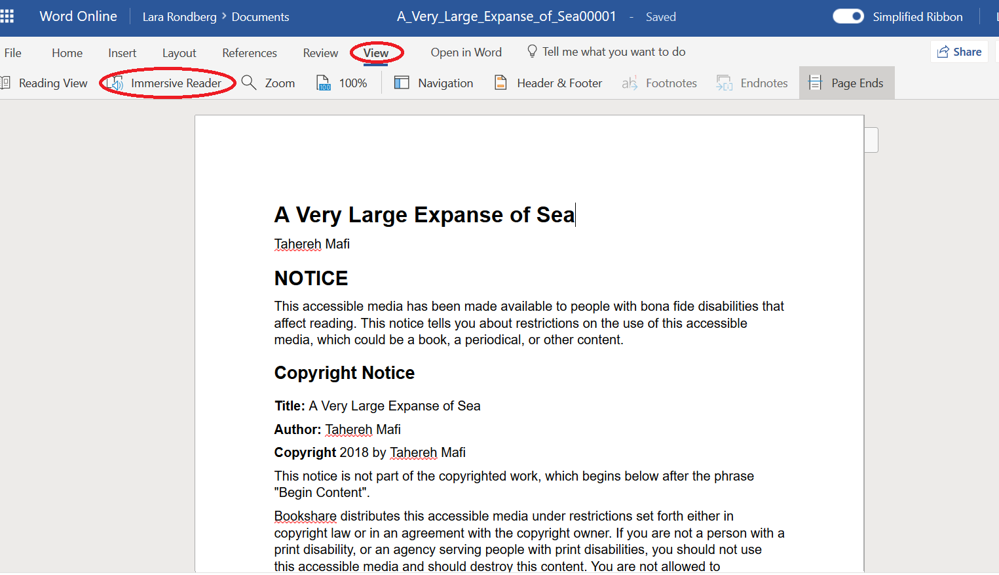 Word Online Lara Rondberg > Documents A_Very_Large_Expanse_of_Sea00001 - Saved Simplified Ribbon
File Home Insert Layout References Review View Open in Word Tell me what you want to do Share
Reading View Immersive Reader Zoom 100 100% Navigation Header & Footer ab Footnotes Endnotes Page Ends
A Very Large Expanse of Sea
Tahereh Mafi
NOTICE
This accessible media has been made available to people with bona fide disabilities that
affect reading. This notice tells you about restrictions on the use of this accessible
media, which could be a book, a periodical, or other content.
Copyright Notice
Title: A Very Large Expanse of Sea
Author: Tahereh Mafi
Copyright 2018 by Tahereh Mafi
This notice is not part of the copyrighted work, which begins below after the phrase
"Begin Content".
Bookshare distributes this accessible media under restrictions set forth either in
copyright law or in an agreement with the copyright owner. If you are not a person with a
print disability, or an agency serving people with print disabilities, you should not use
this accessible media and should destroy this content. You are not allowed to